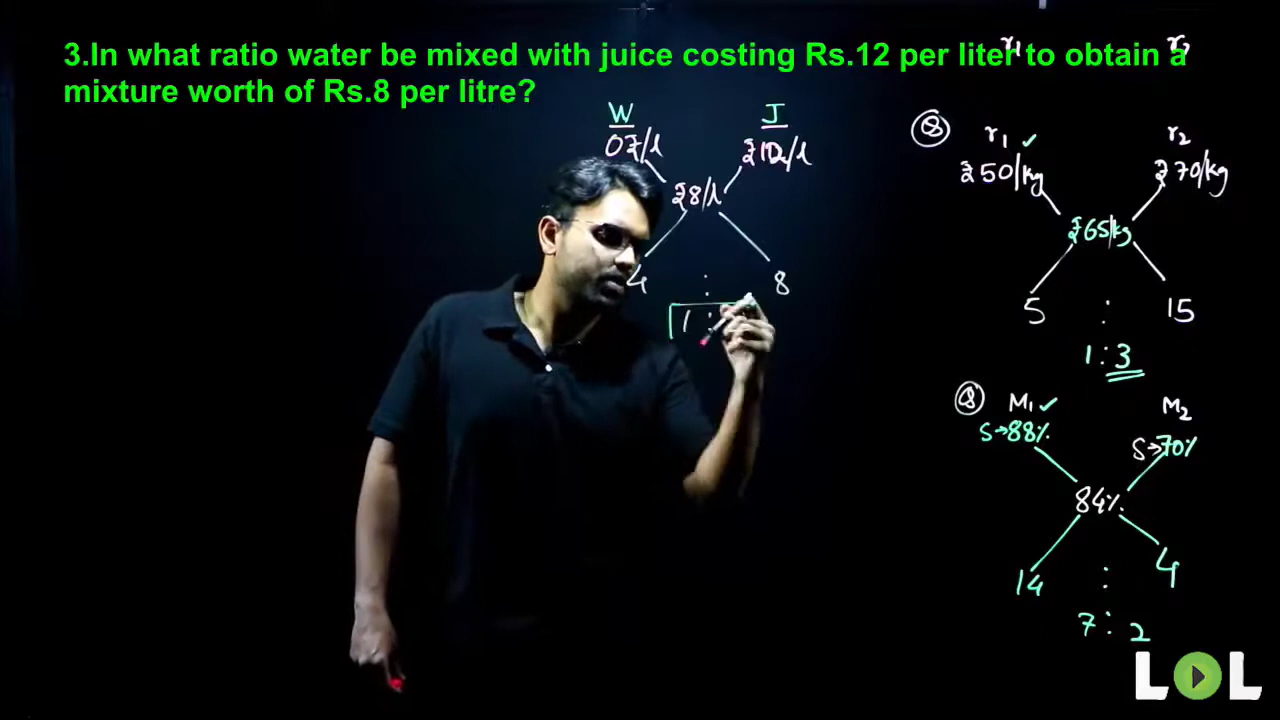 3.In what ratio water be mixed with juice costing Rs.12 per liter to obtain a
mixture worth of Rs.8 per litre?
r₁ r₂
W J
0₹/l ₹12/l
₹8/l
4 : 8
1 :
Q
r₁ ✓ r₂
₹50/kg ₹70/kg
₹65/kg
5 : 15
1 : 3
Q M₁ ✓ M₂
S→88% S→70%
84%
14 : 4
7 : 2
LOL